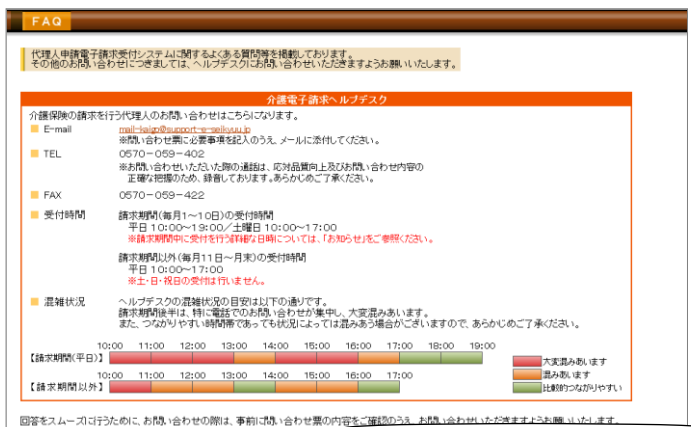 FAQ
代理人申請電子請求受付システムに関するよくある質問等を掲載しております。
その他のお問い合わせにつきましては、ヘルプデスクにお問い合わせいただきますようお願いいたします。
介護電子請求ヘルプデスク
介護保険の請求を行う代理人のお問い合わせはこちらになります。
E-mail mail-kaigo@support-e-seikyuu.jp
※問い合わせ票に必要事項を記入のうえ、メールに添付してください。
TEL 0570-059-402
※お問い合わせいただいた際の通話は、応対品質向上及びお問い合わせ内容の
正確な把握のため、録音しております。あらかじめご了承ください。
FAX 0570-059-422
受付時間 請求期間(毎月1~10日)の受付時間
平日 10:00~19:00/土曜日 10:00~17:00
※請求期間中に受付を行う詳細な日時については、「お知らせ」をご参照ください。
請求期間以外(毎月11日~月末)の受付時間
平日 10:00~17:00
※土・日・祝日の受付は行いません。
混雑状況 ヘルプデスクの混雑状況の目安は以下の通りです。
請求期間後半は、特に電話でのお問い合わせが集中し、大変混みあいます。
また、つながりやすい時間帯であっても状況によっては混みあう場合がございますので、あらかじめご了承ください。
10:00 11:00 12:00 13:00 14:00 15:00 16:00 17:00 18:00 19:00
【請求期間(平日)】
大変混みあいます
10:00 11:00 12:00 13:00 14:00 15:00 16:00 17:00
混みあいます
【請求期間以外】
比較的つながりやすい
回答をスムーズに行うために、お問い合わせの際は、事前に問い合わせ票の内容をご確認のうえ、お問い合わせいただきますようお願いいたします。